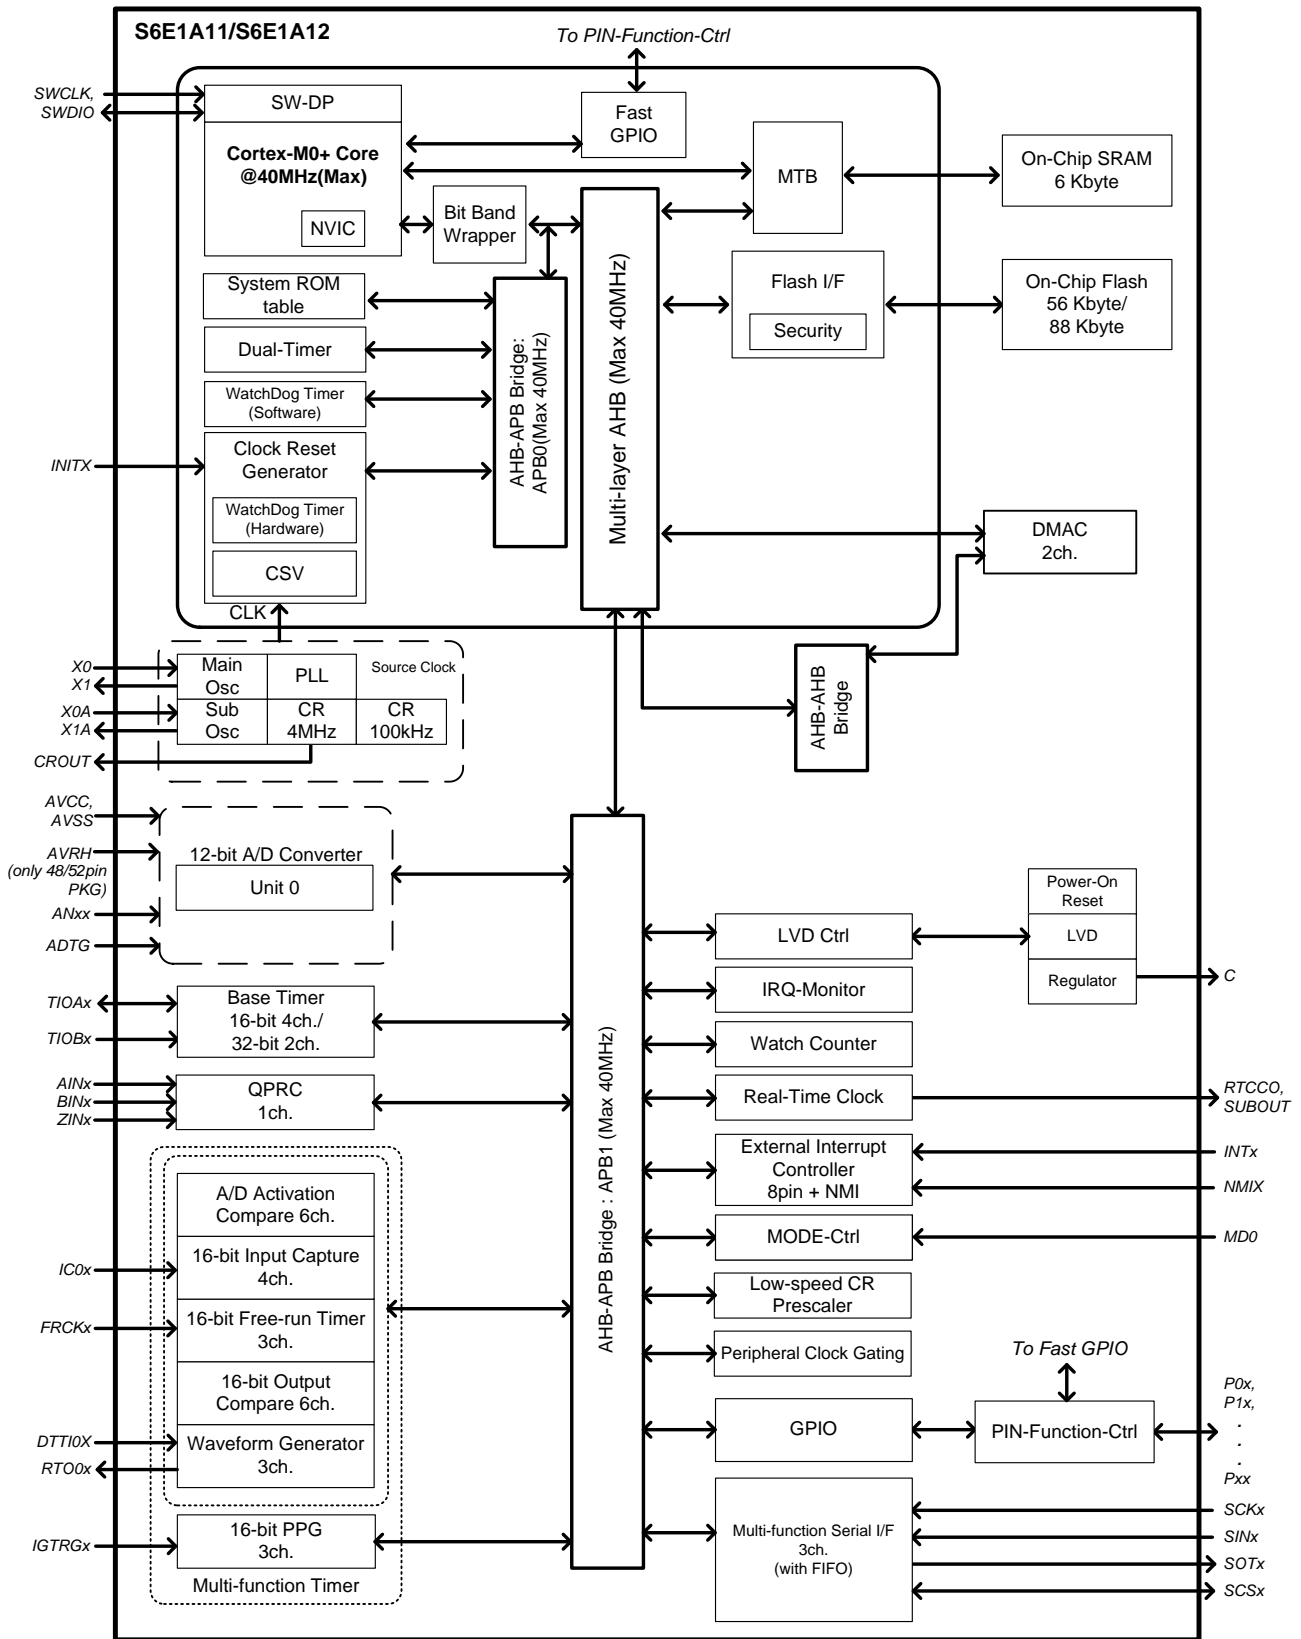 S6E1A11/S6E1A12
To PIN-Function-Ctrl
SWCLK,
SWDIO
SW-DP
Cortex-M0+ Core
@40MHz(Max)
NVIC
Fast
GPIO
MTB
On-Chip SRAM
6 Kbyte
Bit Band
Wrapper
Flash I/F
Security
On-Chip Flash
56 Kbyte/
88 Kbyte
System ROM
table
Dual-Timer
WatchDog Timer
(Software)
INITX
Clock Reset
Generator
WatchDog Timer
(Hardware)
CSV
CLK
AHB-APB Bridge:
APB0(Max 40MHz)
Multi-layer AHB (Max 40MHz)
DMAC
2ch.
AHB-AHB
Bridge
X0
X1
X0A
X1A
CROUT
Main
Osc
PLL
Source Clock
Sub
Osc
CR
4MHz
CR
100kHz
AVCC,
AVSS
AVRH
(only 48/52pin
PKG)
ANxx
ADTG
12-bit A/D Converter
Unit 0
TIOAx
TIOBx
Base Timer
16-bit 4ch./
32-bit 2ch.
AINx
BINx
ZINx
QPRC
1ch.
A/D Activation
Compare 6ch.
IC0x
16-bit Input Capture
4ch.
FRCKx
16-bit Free-run Timer
3ch.
16-bit Output
Compare 6ch.
DTTI0X
RTO0x
Waveform Generator
3ch.
IGTRGx
16-bit PPG
3ch.
Multi-function Timer
AHB-APB Bridge : APB1 (Max 40MHz)
LVD Ctrl
Power-On
Reset
LVD
Regulator
C
IRQ-Monitor
Watch Counter
Real-Time Clock
RTCCO,
SUBOUT
External Interrupt
Controller
8pin + NMI
INTx
NMIX
MODE-Ctrl
MD0
Low-speed CR
Prescaler
Peripheral Clock Gating
To Fast GPIO
GPIO
PIN-Function-Ctrl
P0x,
P1x,
.
.
.
Pxx
Multi-function Serial I/F
3ch.
(with FIFO)
SCKx
SINx
SOTx
SCSx